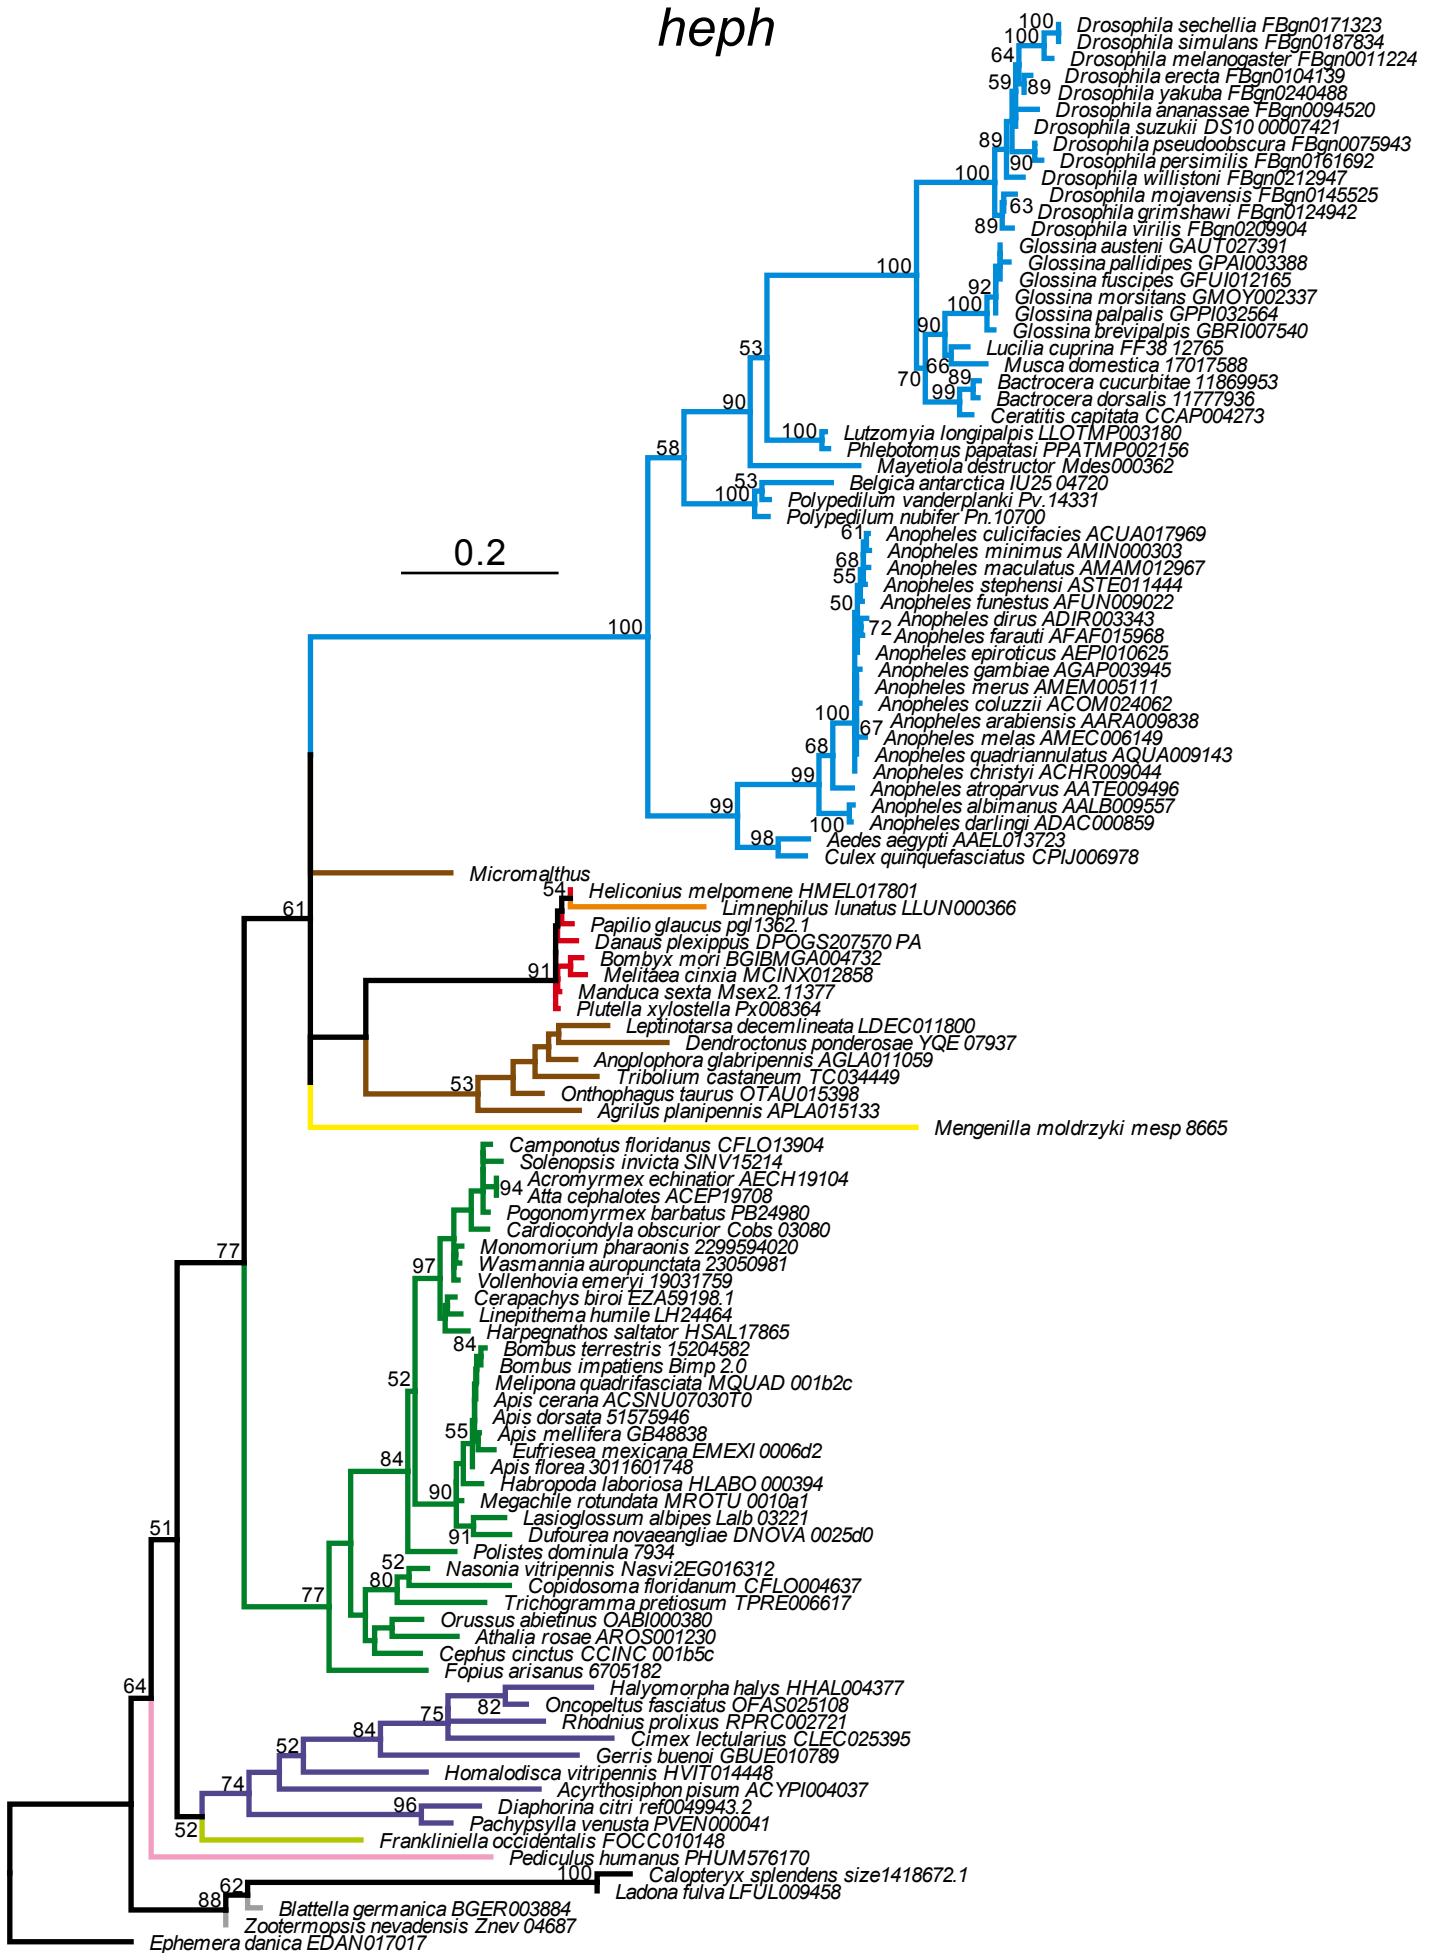 heph
100
Drosophila sechellia FBgn0171323
100
Drosophila simulans FBgn0187834
64
Drosophila melanogaster FBgn0011224
59
Drosophila erecta FBgn0104139
89
Drosophila yakuba FBgn0240488
Drosophila ananassae FBgn0094520
Drosophila suzukii DS10 00007421
89
Drosophila pseudoobscura FBgn0075943
90
Drosophila persimilis FBgn0161692
100
Drosophila willistoni FBgn0212947
Drosophila mojavensis FBgn0145525
63
Drosophila grimshawi FBgn0124942
89
Drosophila virilis FBgn0209904
Glossina austeni GAUT027391
100
Glossina pallidipes GPAI003388
Glossina fuscipes GFUI012165
92
Glossina morsitans GMOY002337
100
Glossina palpalis GPPI032564
90
Glossina brevipalpis GBRI007540
53
Lucilia cuprina FF38 12765
66
Musca domestica 17017588
70
89
Bactrocera cucurbitae 11869953
99
Bactrocera dorsalis 11777936
90
Ceratitis capitata CCAP004273
100
Lutzomyia longipalpis LLOTMP003180
58
Phlebotomus papatasi PPATMP002156
Mayetiola destructor Mdes000362
53
Belgica antarctica IU25 04720
100
Polypedilum vanderplanki Pv.14331
Polypedilum nubifer Pn.10700
61
Anopheles culicifacies ACUA017969
0.2
Anopheles minimus AMIN000303
68
Anopheles maculatus AMAM012967
55
Anopheles stephensi ASTE011444
50
Anopheles funestus AFUN009022
Anopheles dirus ADIR003343
72
100
Anopheles farauti AFAF015968
Anopheles epiroticus AEPI010625
Anopheles gambiae AGAP003945
Anopheles merus AMEM005111
Anopheles coluzzii ACOM024062
100
Anopheles arabiensis AARA009838
67
Anopheles melas AMEC006149
68
Anopheles quadriannulatus AQUA009143
99
Anopheles christyi ACHR009044
Anopheles atroparvus AATE009496
99
Anopheles albimanus AALB009557
100
Anopheles darlingi ADAC000859
98
Aedes aegypti AAEL013723
Culex quinquefasciatus CPIJ006978
Micromalthus
54
Heliconius melpomene HMEL017801
61
Limnephilus lunatus LLUN000366
Papilio glaucus pgl1362.1
Danaus plexippus DPOGS207570 PA
Bombyx mori BGIBMGA004732
91
Melitaea cinxia MCINX012858
Manduca sexta Msex2.11377
Plutella xylostella Px008364
Leptinotarsa decemlineata LDEC011800
Dendroctonus ponderosae YQE 07937
Anoplophora glabripennis AGLA011059
Tribolium castaneum TC034449
53
Onthophagus taurus OTAU015398
Agrilus planipennis APLA015133
Mengenilla moldrzyki mesp 8665
Camponotus floridanus CFLO13904
Solenopsis invicta SINV15214
Acromyrmex echinatior AECH19104
94
Atta cephalotes ACEP19708
Pogonomyrmex barbatus PB24980
Cardiocondyla obscurior Cobs 03080
77
Monomorium pharaonis 2299594020
97
Wasmannia auropunctata 23050981
Vollenhovia emeryi 19031759
Cerapachys biroi EZA59198.1
Linepithema humile LH24464
Harpegnathos saltator HSAL17865
84
Bombus terrestris 15204582
Bombus impatiens Bimp 2.0
52
Melipona quadrifasciata MQUAD 001b2c
Apis cerana ACSNU07030T0
Apis dorsata 51575946
55
Apis mellifera GB48838
Eufriesea mexicana EMEXI 0006d2
84
Apis florea 3011601748
Habropoda laboriosa HLABO 000394
90
Megachile rotundata MROTU 0010a1
Lasioglossum albipes Lalb 03221
51
91
Dufourea novaeangliae DNOVA 0025d0
Polistes dominula 7934
52
Nasonia vitripennis Nasvi2EG016312
80
Copidosoma floridanum CFLO004637
77
Trichogramma pretiosum TPRE006617
Orussus abietinus OABI000380
Athalia rosae AROS001230
Cephus cinctus CCINC 001b5c
Fopius arisanus 6705182
64
Halyomorpha halys HHAL004377
82
Oncopeltus fasciatus OFAS025108
75
Rhodnius prolixus RPRC002721
84
Cimex lectularius CLEC025395
52
Gerris buenoi GBUE010789
Homalodisca vitripennis HVIT014448
74
Acyrthosiphon pisum ACYPI004037
96
Diaphorina citri ref0049943.2
Pachypsylla venusta PVEN000041
52
Frankliniella occidentalis FOCC010148
Pediculus humanus PHUM576170
100
Calopteryx splendens size1418672.1
62
Ladona fulva LFUL009458
88
Blattella germanica BGER003884
Zootermopsis nevadensis Znev 04687
Ephemera danica EDAN017017